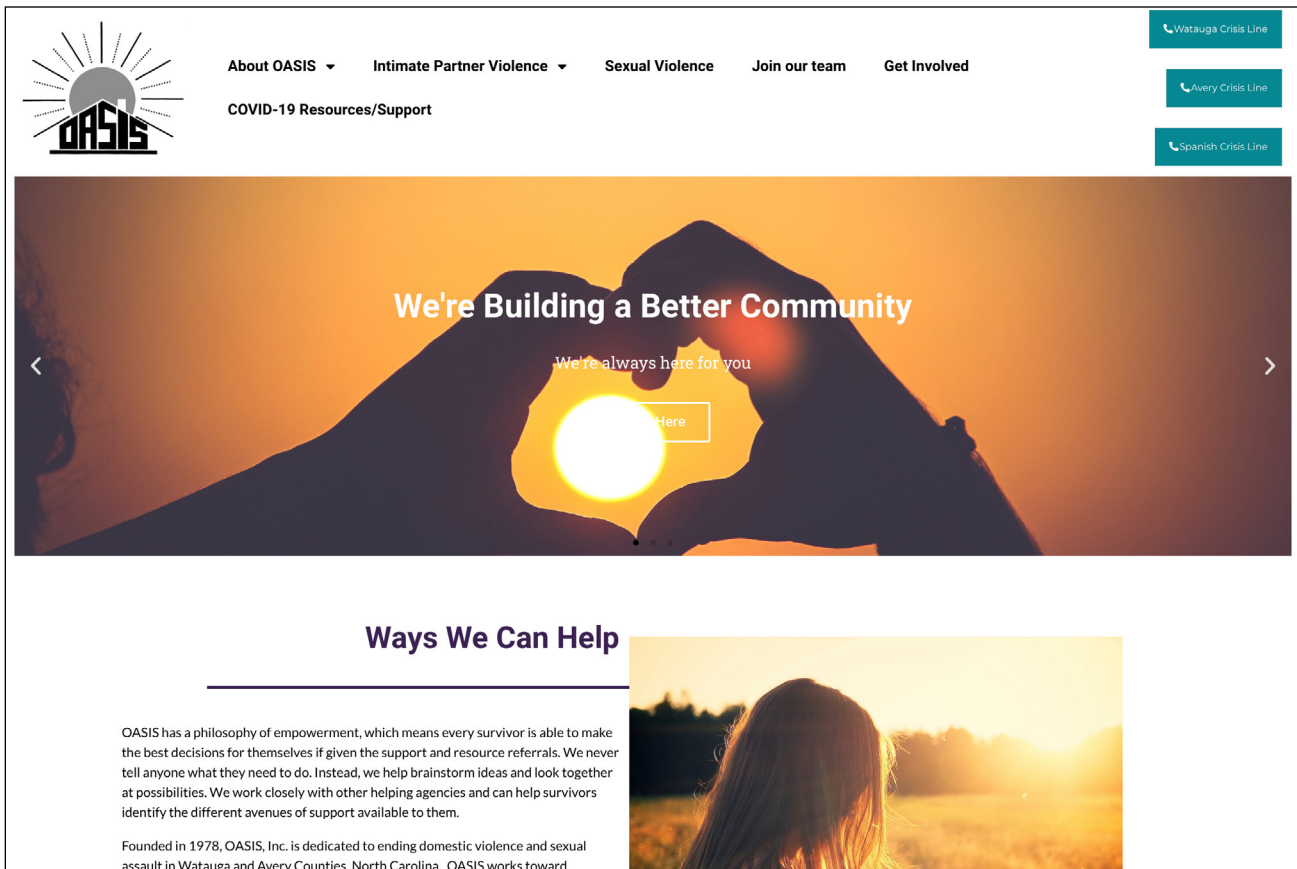 OASIS
About OASIS
Intimate Partner Violence
Sexual Violence
Join our team
Get Involved
COVID-19 Resources/Support
Watauga Crisis Line
Avery Crisis Line
Spanish Crisis Line
We're Building a Better Community
We're always here for you
Here
Ways We Can Help
OASIS has a philosophy of empowerment, which means every survivor is able to make
the best decisions for themselves if given the support and resource referrals. We never
tell anyone what they need to do. Instead, we help brainstorm ideas and look together
at possibilities. We work closely with other helping agencies and can help survivors
identify the different avenues of support available to them.
Founded in 1978, OASIS, Inc. is dedicated to ending domestic violence and sexual
assault in Watauga and Avery Counties, North Carolina. OASIS works toward